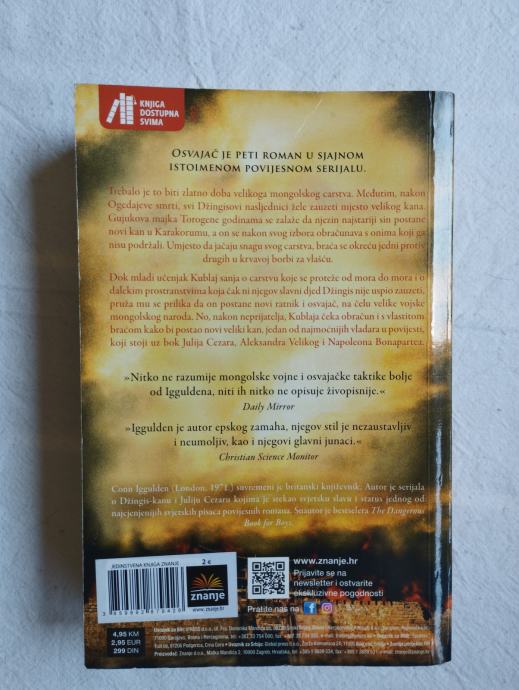 KNJIGA
DOSTUPNA
SVIMA
OSVAJAČ JE PETI ROMAN U SJAJNOM
ISTOIMENOM POVIJESNOM SERIJALU.
Trebalo je to biti zlatno doba velikoga mongolskog carstva. Međutim, nakon
Ogedajeve smrti, svi Džingisovi nasljednici žele zauzeti mjesto velikog kana.
Gujukova majka Torogene godinama se zalaže da njezin najstariji sin postane
novi kan u Karakorumu, a on se nakon svog izbora obračunava s onima koji ga
nisu podržali. Umjesto da jačaju snagu svog carstva, braća se okreću jedni protiv
drugih u krvavoj borbi za vlašću.
Dok mladi učenjak Kublaj sanja o carstvu koje se proteže od mora do mora i o
dalekim prostranstvima koja čak ni njegov slavni djed Džingis nije uspio zauzeti,
pruža mu se prilika da on postane novi ratnik i osvajač, na čelu velike vojske
mongolskog naroda. No, nakon neprijatelja, Kublaja čeka obračun i s vlastitom
braćom kako bi postao novi veliki kan, jedan od najmoćnijih vladara u povijesti,
koji stoji uz bok Julija Cezara, Aleksandra Velikog i Napoleona Bonapartea.
»Nitko ne razumije mongolske vojne i osvajačke taktike bolje
od Igguldena, niti ih nitko ne opisuje živopisnije.«
Daily Mirror
»Iggulden je autor epskog zamaha, njegov stil je nezaustavljiv
i neumoljiv, kao i njegovi glavni junaci.«
Christian Science Monitor
Conn Iggulden (London, 1971.) suvremeni je britanski književnik. Autor je serijala
o Džingis-kanu i Juliju Cezaru kojima je stekao svjetsku slavu i status jednog od
najcjenjenijih svjetskih pisaca povijesnih romana. Suautor je bestselera The Dangerous
Book for Boys.
JEDINSTVENA KNJIGA ZNANJE
2 €
znanje
www.znanje.hr
www.znanje.hr
Prijavite se na
newsletter i ostvarite
ekskluzivne pogodnosti
Pratite nas na
4,95 KM
2,95 EUR
299 DIN